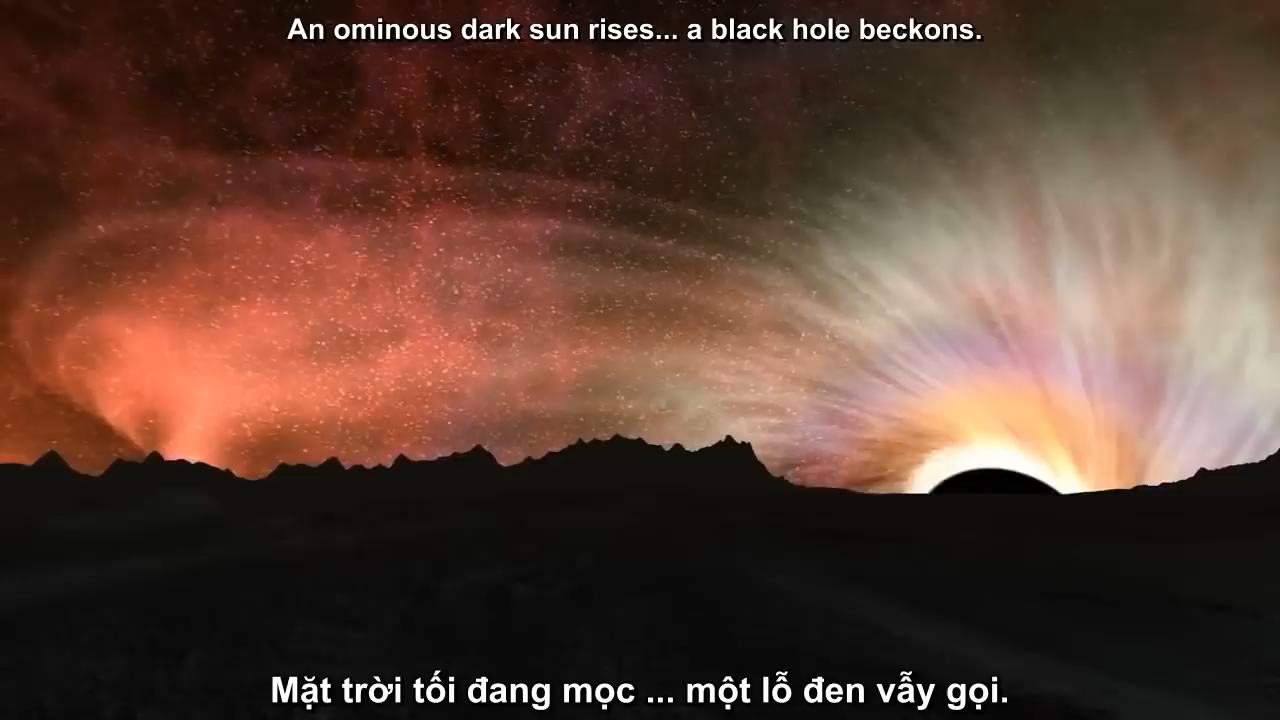 An ominous dark sun rises... a black hole beckons.
Mặt trời tối đang mọc ... một lỗ đen vẫy gọi.